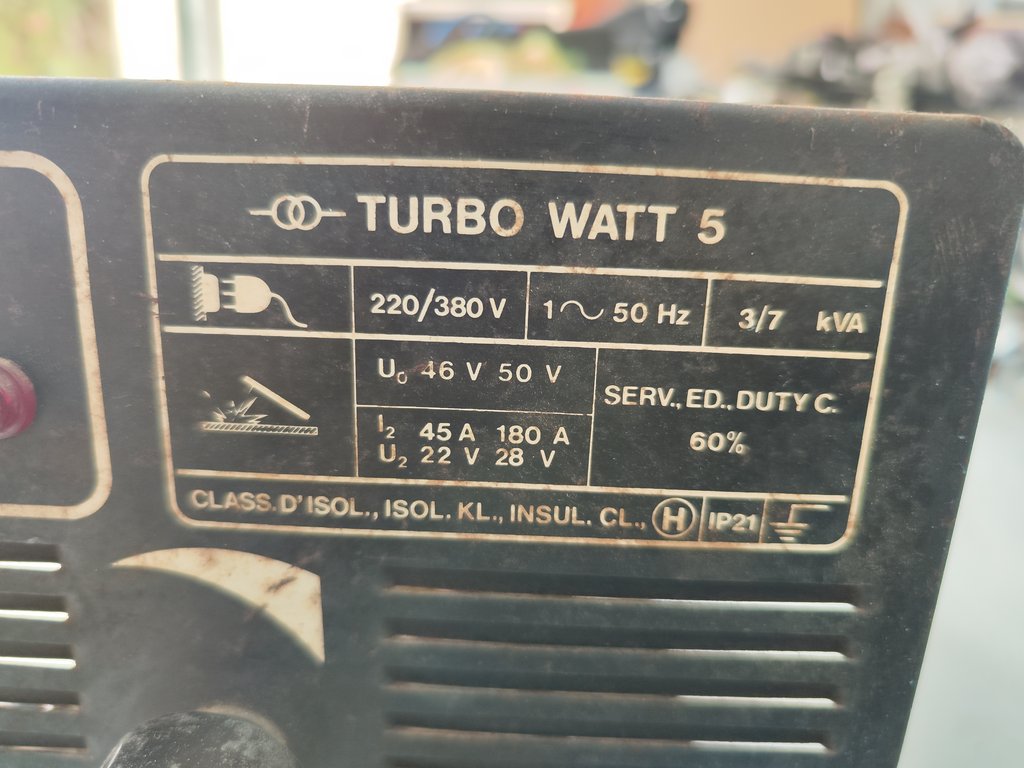 TURBO WATT 5
220/380 V 1~ 50 Hz 3/7 kVA
U0 46 V 50 V
I2 45 A 180 A
U2 22 V 28 V
SERV., ED., DUTY C.
60%
CLASS. D'ISOL., ISOL. KL., INSUL. CL., H IP21